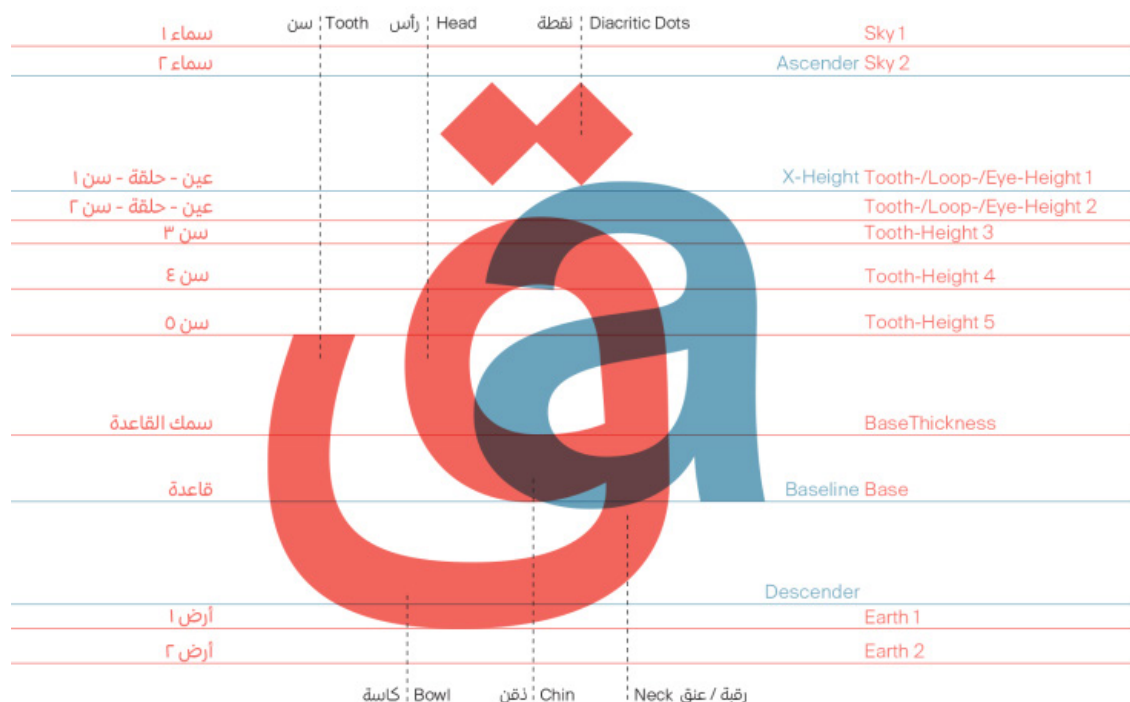 سن Tooth رأس Head نقطة Diacritic Dots
سماء ١ Sky 1
سماء ٢ Ascender Sky 2
عين - حلقة - سن ١ X-Height Tooth-/Loop-/Eye-Height 1
عين - حلقة - سن ٢ Tooth-/Loop-/Eye-Height 2
سن ٣ Tooth-Height 3
سن ٤ Tooth-Height 4
سن ٥ Tooth-Height 5
سمك القاعدة BaseThickness
قاعدة Baseline Base
Descender
أرض ١ Earth 1
أرض ٢ Earth 2
كاسة Bowl ذقن Chin Neck رقبة / عنق
ق
a